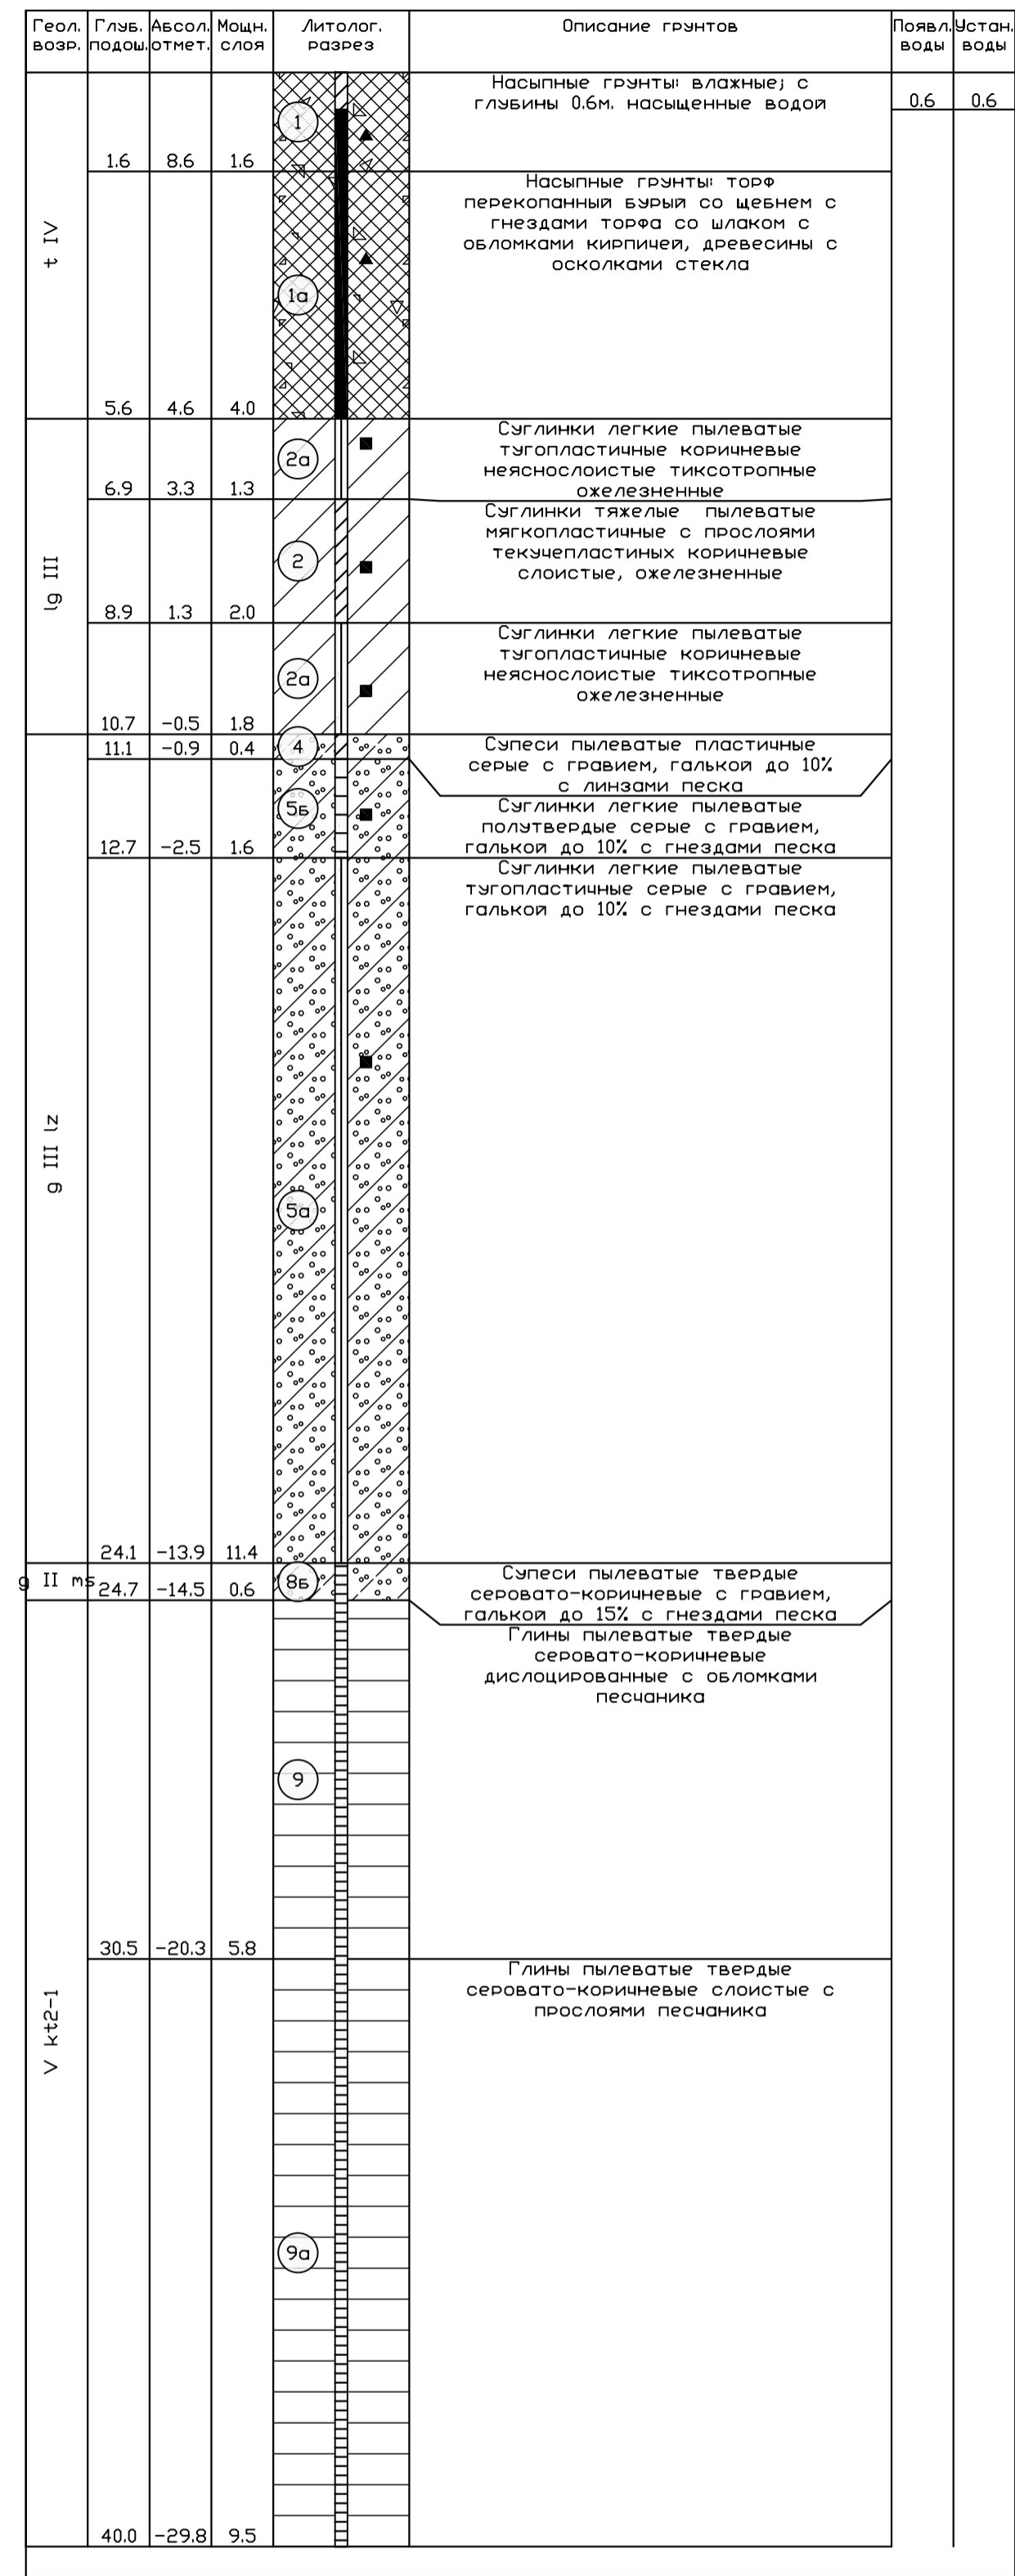 Геол. возр.
Глуб. подош.
Абсол. отмет.
Мощн. слоя
Литолог. разрез
Описание грунтов
Появл. воды
Устан. воды
t IV
1
1.6 8.6 1.6
Насыпные грунты: влажные; с
глубины 0.6м. насыщенные водой
0.6 0.6
1а
5.6 4.6 4.0
Насыпные грунты: торф
перекопанный бурый со щебнем с
гнездами торфа со шлаком с
обломками кирпичей, древесины с
осколками стекла
lg III
2а
6.9 3.3 1.3
Суглинки легкие пылеватые
тугопластичные коричневые
неяснослоистые тиксотропные
ожелезненные
2
8.9 1.3 2.0
Суглинки тяжелые пылеватые
мягкопластичные с прослоями
текучепластиных коричневые
слоистые, ожелезненные
2а
10.7 -0.5 1.8
Суглинки легкие пылеватые
тугопластичные коричневые
неяснослоистые тиксотропные
ожелезненные
g III lz
4
11.1 -0.9 0.4
Супеси пылеватые пластичные
серые с гравием, галькой до 10%
с линзами песка
5б
12.7 -2.5 1.6
Суглинки легкие пылеватые
полутвердые серые с гравием,
галькой до 10% с гнездами песка
5а
24.1 -13.9 11.4
Суглинки легкие пылеватые
тугопластичные серые с гравием,
галькой до 10% с гнездами песка
g II ms
8б
24.7 -14.5 0.6
Супеси пылеватые твердые
серовато-коричневые с гравием,
галькой до 15% с гнездами песка
V kt2-1
9
30.5 -20.3 5.8
Глины пылеватые твердые
серовато-коричневые
дислоцированные с обломками
песчаника
9а
40.0 -29.8 9.5
Глины пылеватые твердые
серовато-коричневые слоистые с
прослоями песчаника